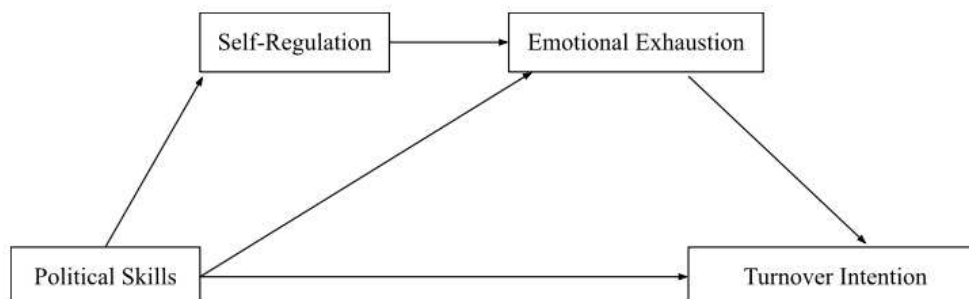 Self-Regulation
Emotional Exhaustion
Political Skills
Turnover Intention